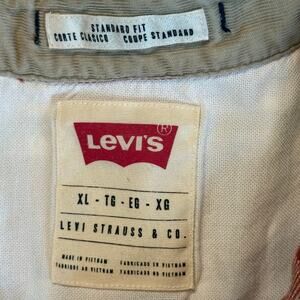 STANDARD FIT
CORTE CLASICO COUPE STANDARD
LEVI'S ®
XL - TG - EG - XG
LEVI STRAUSS & CO.
MADE IN VIETNAM FABRICADO EN VIETNAM
FABRIQUÉ AU VIETNAM FABRICADO NO VIETNAM